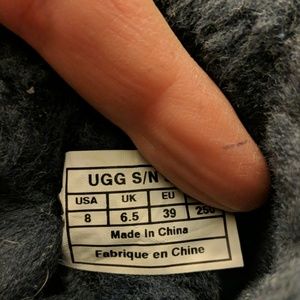 UGG S/N
USA UK EU
8 6.5 39
Made In China
Fabrique en Chine